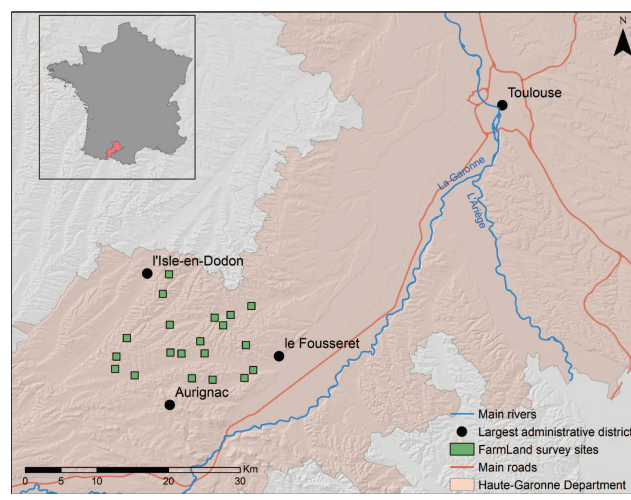 N
Toulouse
La Garonne
L'Ariège
l'Isle-en-Dodon
le Fousseret
Aurignac
Main rivers
Largest administrative district
FarmLand survey sites
Main roads
Haute-Garonne Department
Km
0 10 20 30